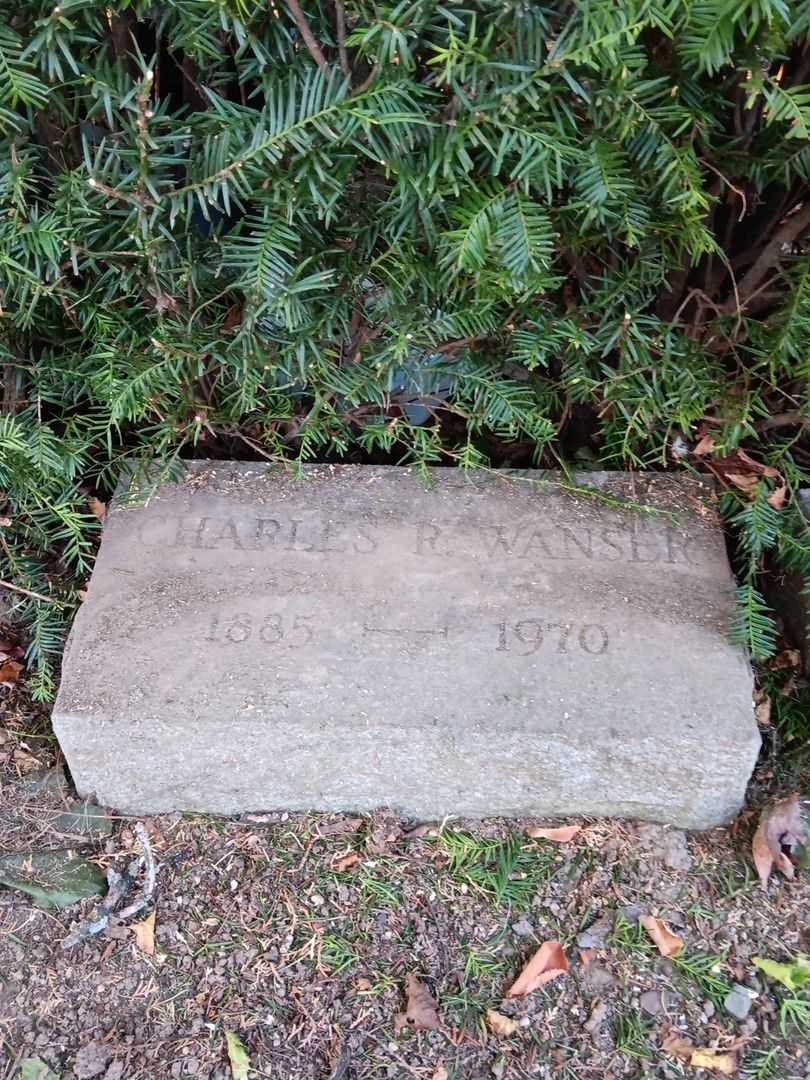 CHARLES R. WANSER
1885 — 1970